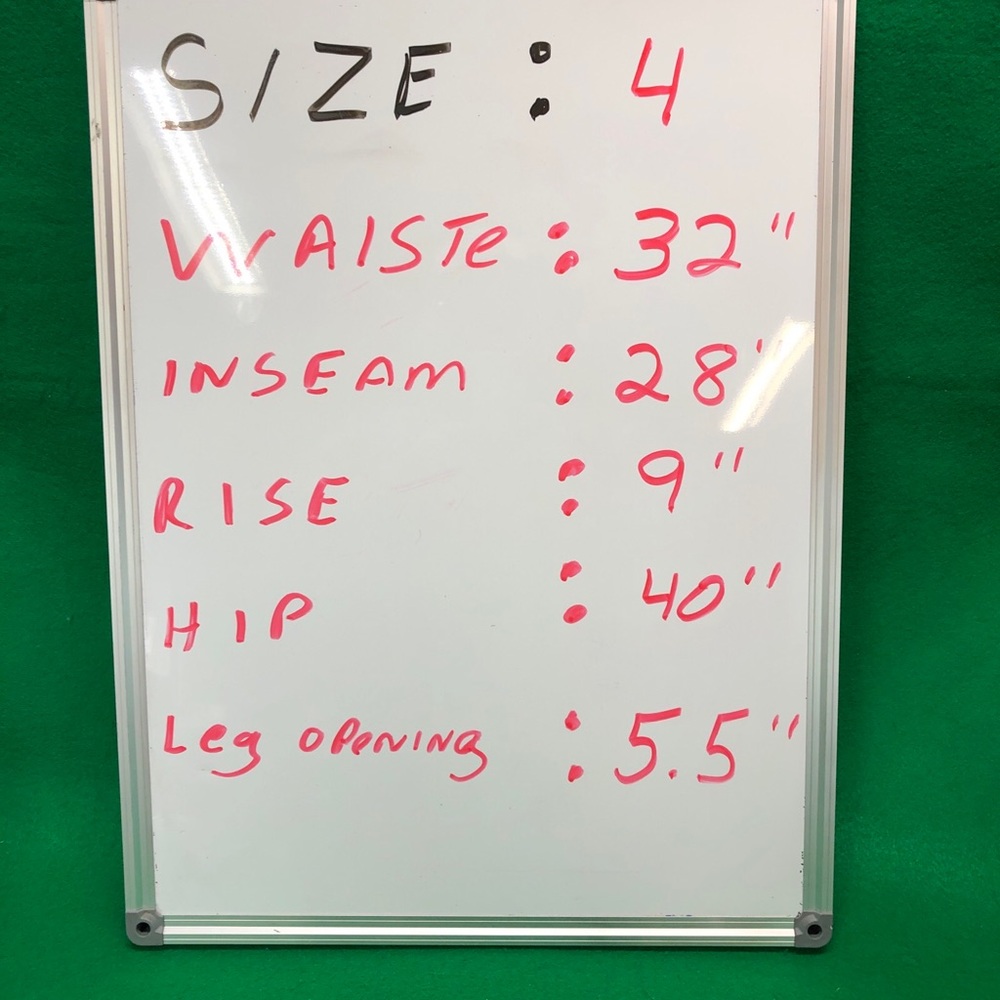 SIZE : 4
WAISTe : 32"
INSEAM : 28"
RISE : 9"
HIP : 40"
Leg OPeNING : 5.5"